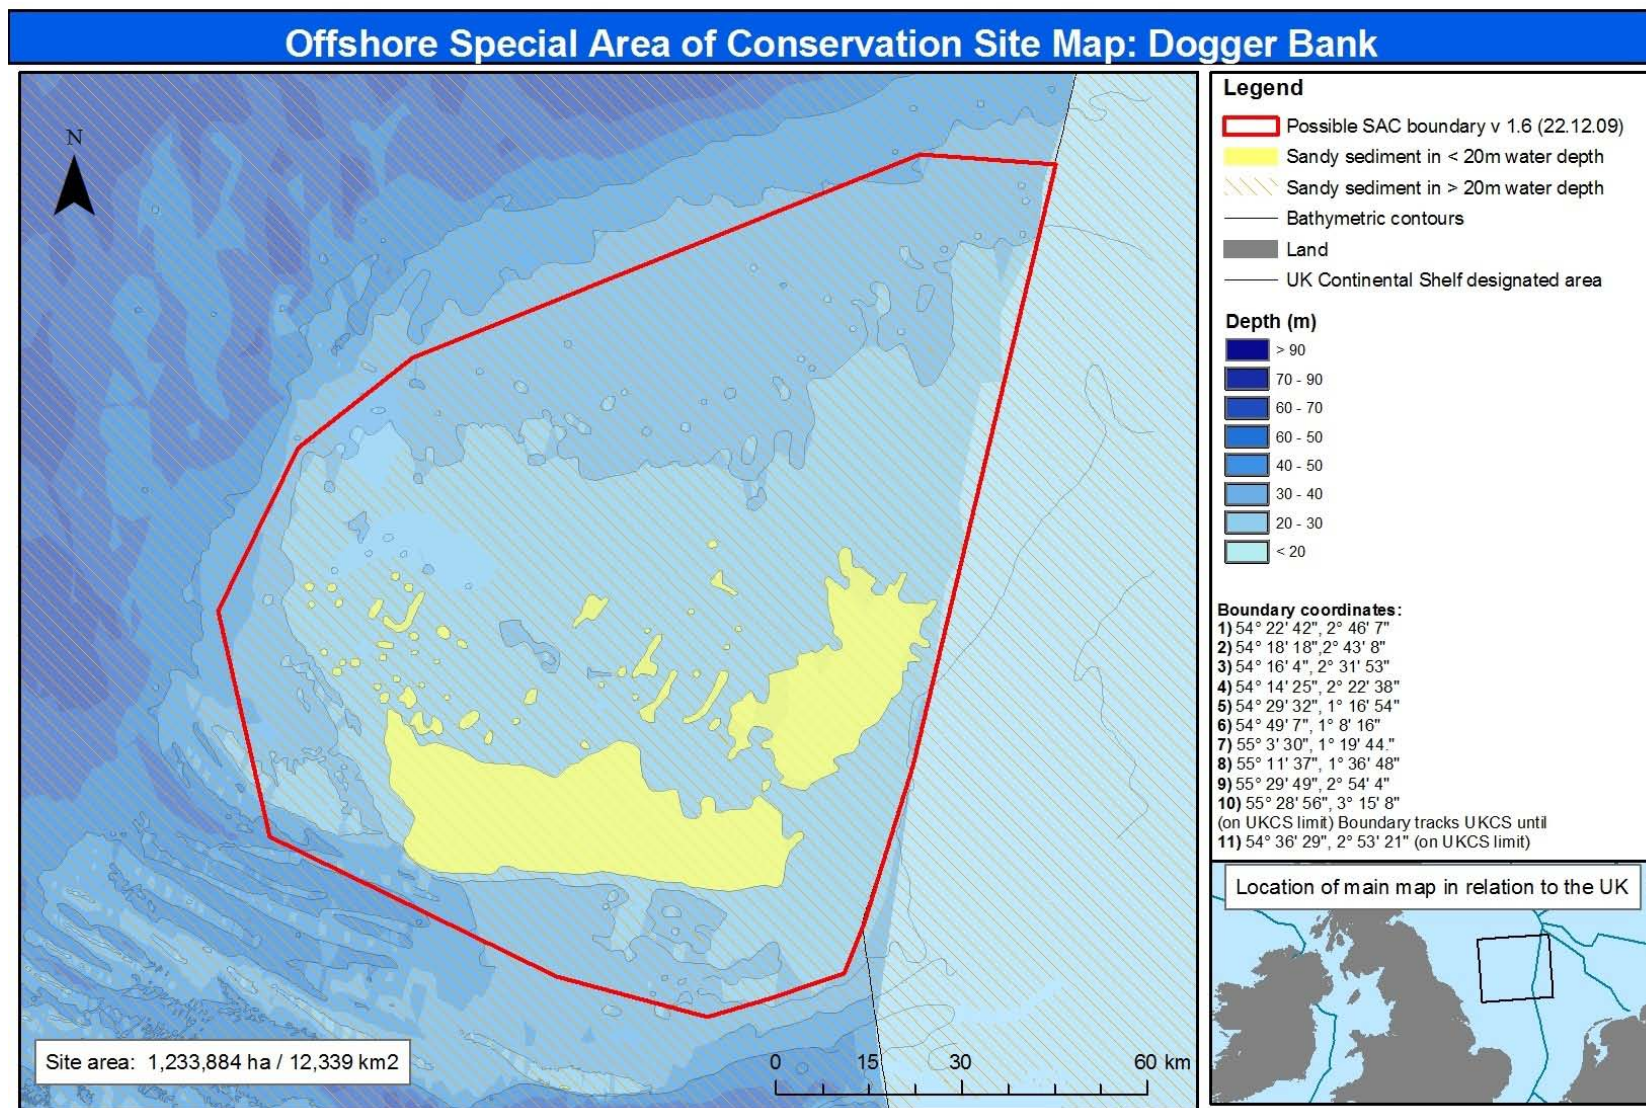 Offshore Special Area of Conservation Site Map: Dogger Bank
N
Site area: 1,233,884 ha / 12,339 km2
0 15 30 60 km
Legend
Possible SAC boundary v 1.6 (22.12.09)
Sandy sediment in < 20m water depth
Sandy sediment in > 20m water depth
Bathymetric contours
Land
UK Continental Shelf designated area
Depth (m)
> 90
70 - 90
60 - 70
60 - 50
40 - 50
30 - 40
20 - 30
< 20
Boundary coordinates:
1) 54° 22' 42", 2° 46' 7"
2) 54° 18' 18",2° 43' 8"
3) 54° 16' 4", 2° 31' 53"
4) 54° 14' 25", 2° 22' 38"
5) 54° 29' 32", 1° 16' 54"
6) 54° 49' 7", 1° 8' 16"
7) 55° 3' 30", 1° 19' 44."
8) 55° 11' 37", 1° 36' 48"
9) 55° 29' 49", 2° 54' 4"
10) 55° 28' 56", 3° 15' 8"
(on UKCS limit) Boundary tracks UKCS until
11) 54° 36' 29", 2° 53' 21" (on UKCS limit)
Location of main map in relation to the UK